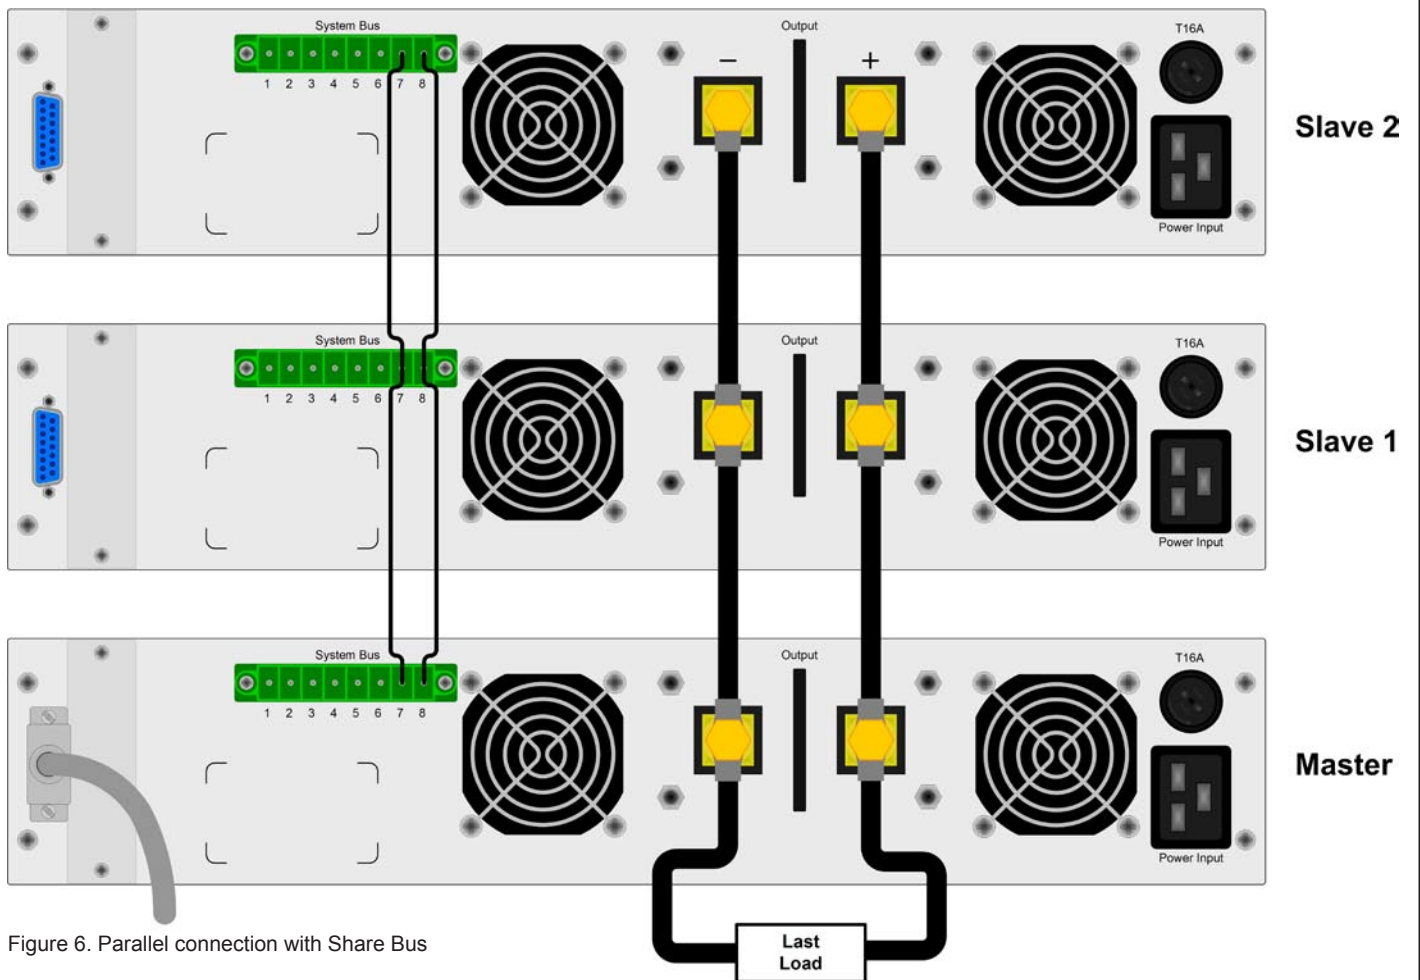 System Bus
Output
T16A
1 2 3 4 5 6 7 8
− +
Power Input
Slave 2
System Bus
Output
T16A
1 2 3 4 5 6 7 8
Power Input
Slave 1
System Bus
Output
T16A
1 2 3 4 5 6 7 8
Power Input
Master
Figure 6. Parallel connection with Share Bus
Last
Load